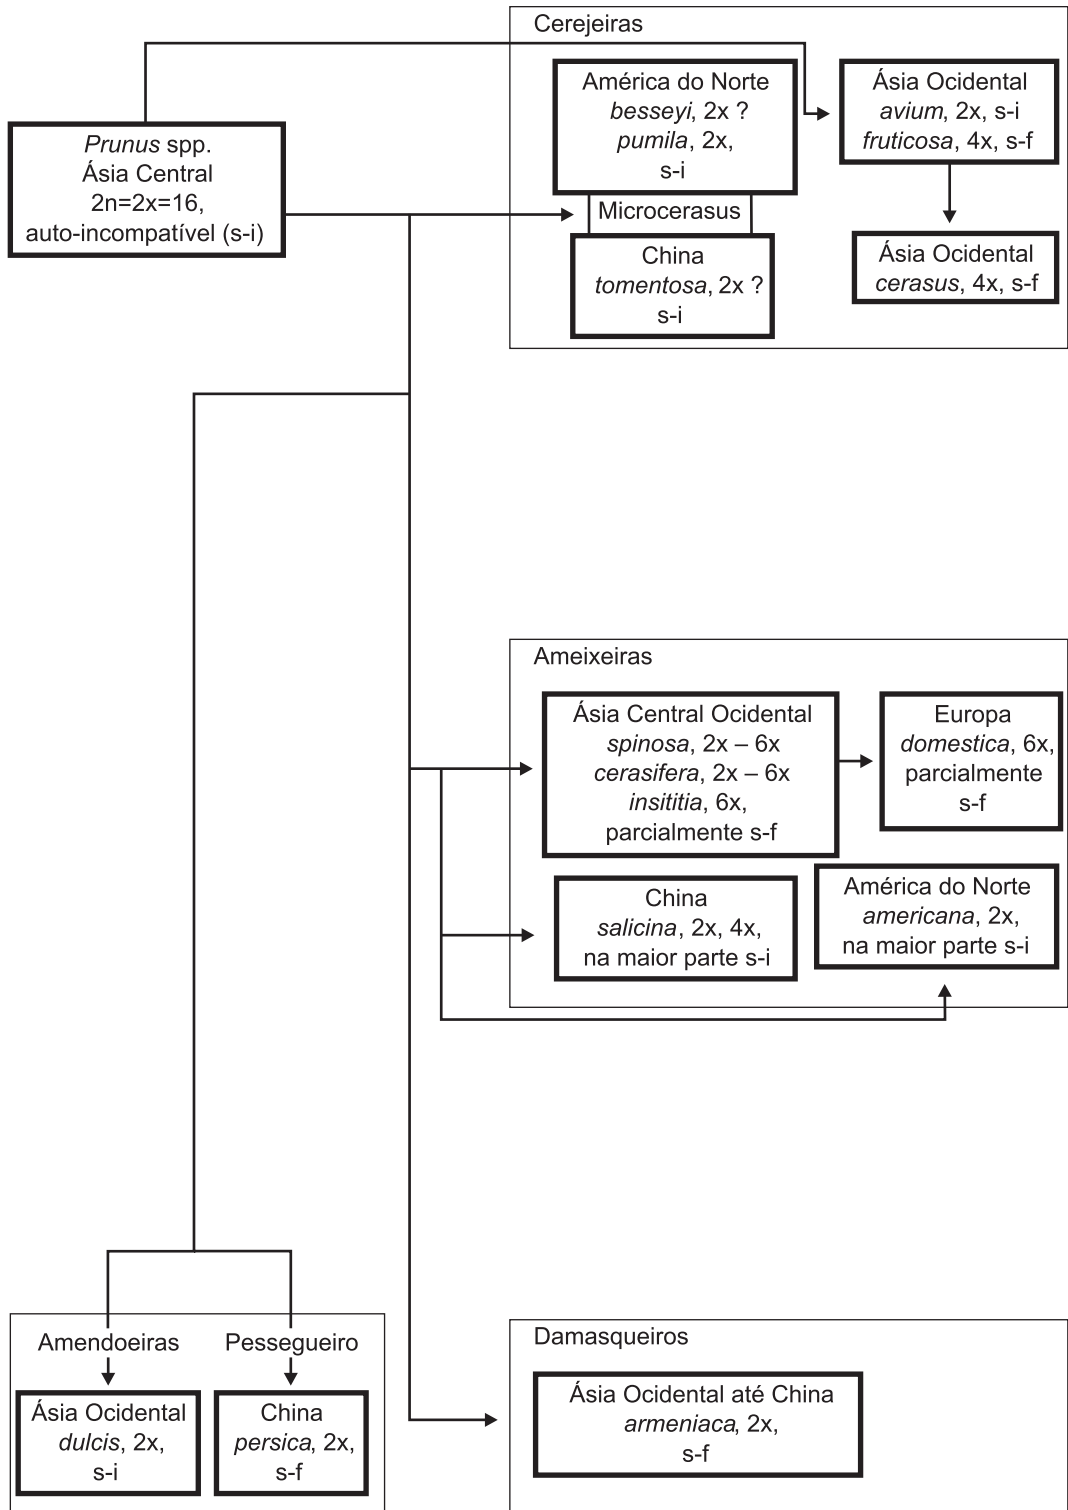 Cerejeiras
América do Norte
besseyi, 2x ?
pumila, 2x,
s-i
Ásia Ocidental
avium, 2x, s-i
fruticosa, 4x, s-f
Prunus spp.
Ásia Central
2n=2x=16,
auto-incompatível (s-i)
Microcerasus
China
tomentosa, 2x ?
s-i
Ásia Ocidental
cerasus, 4x, s-f
Ameixeiras
Ásia Central Ocidental
spinosa, 2x – 6x
cerasifera, 2x – 6x
insititia, 6x,
parcialmente s-f
Europa
domestica, 6x,
parcialmente
s-f
China
salicina, 2x, 4x,
na maior parte s-i
América do Norte
americana, 2x,
na maior parte s-i
Amendoeiras
Ásia Ocidental
dulcis, 2x,
s-i
Pessegueiro
China
persica, 2x,
s-f
Damasqueiros
Ásia Ocidental até China
armeniaca, 2x,
s-f